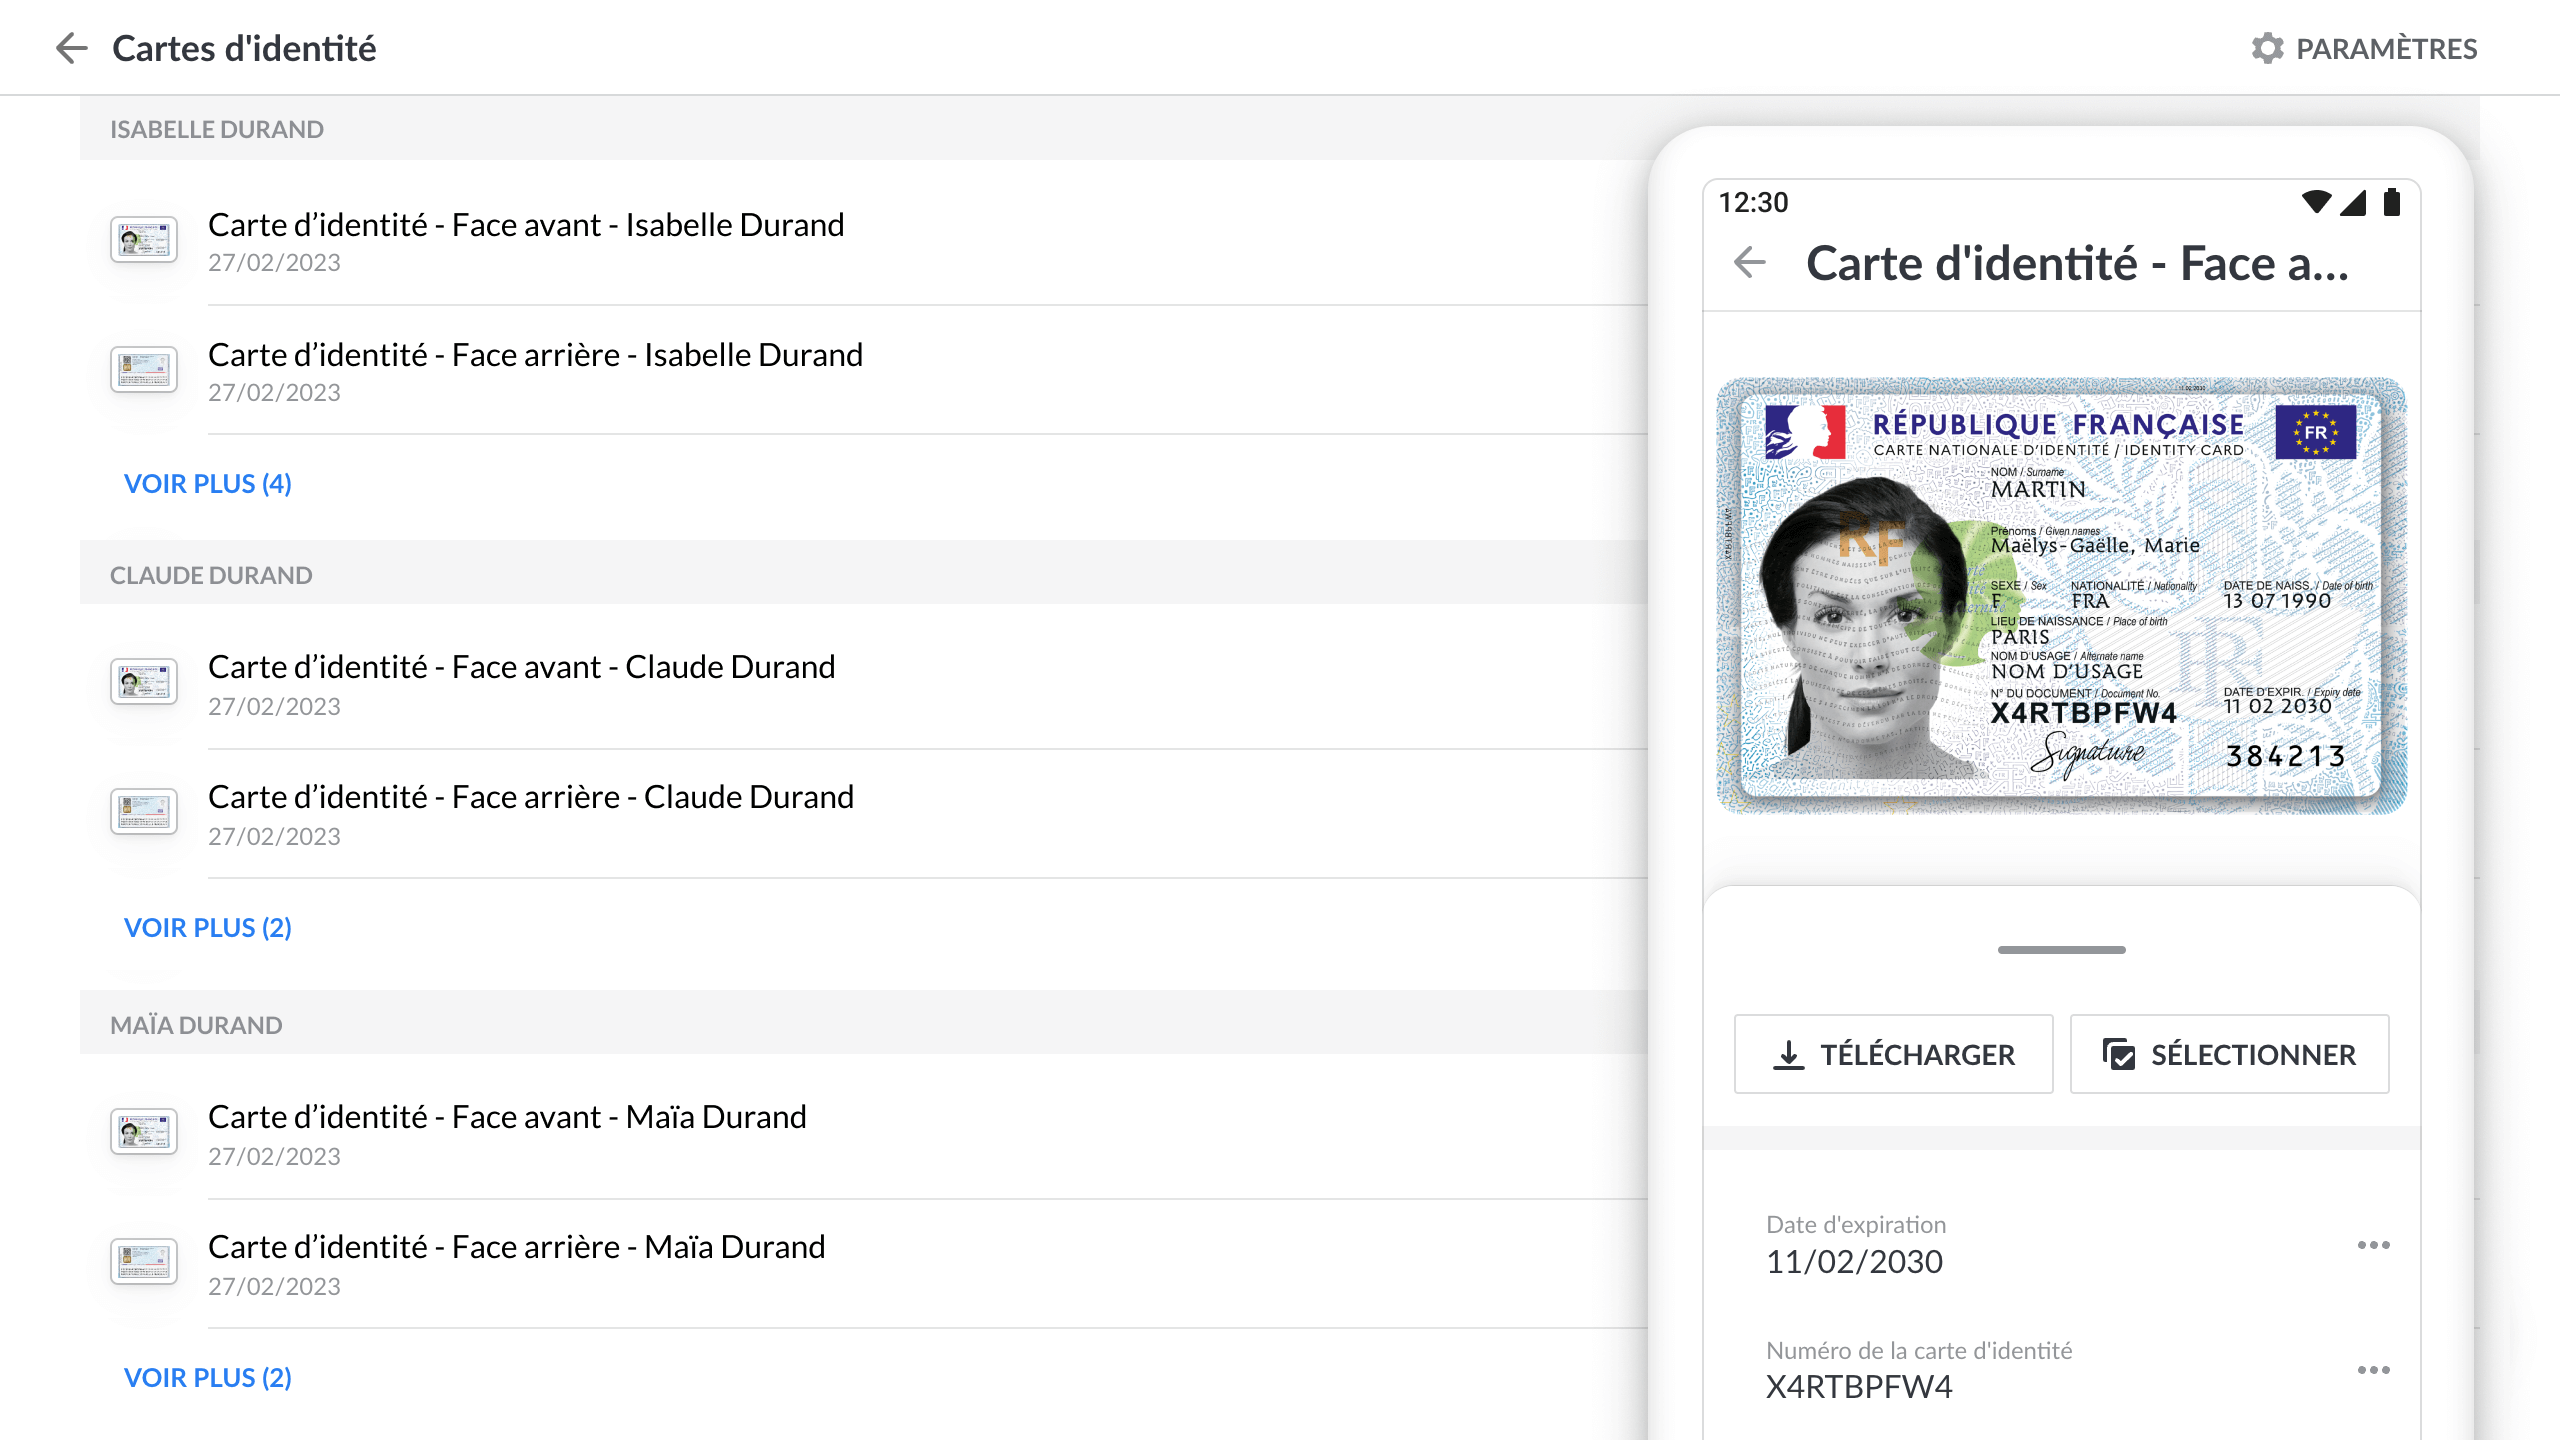 Cartes d'identité
PARAMÈTRES
ISABELLE DURAND
Carte d’identité - Face avant - Isabelle Durand
27/02/2023
Carte d’identité - Face arrière - Isabelle Durand
27/02/2023
VOIR PLUS (4)
CLAUDE DURAND
Carte d’identité - Face avant - Claude Durand
27/02/2023
Carte d’identité - Face arrière - Claude Durand
27/02/2023
VOIR PLUS (2)
MAÏA DURAND
Carte d’identité - Face avant - Maïa Durand
27/02/2023
Carte d’identité - Face arrière - Maïa Durand
27/02/2023
VOIR PLUS (2)
12:30
Carte d'identité - Face a...
RÉPUBLIQUE FRANÇAISE
FR
CARTE NATIONALE D'IDENTITÉ / IDENTITY CARD
NOM / Surname
MARTIN
Prénoms / Given names
Maëlys-Gaëlle, Marie
RF
SEXE / Sex NATIONALITÉ / Nationality DATE DE NAISS. / Date of birth
F FRA 13 07 1990
LIEU DE NAISSANCE / Place of birth
PARIS
NOM D'USAGE / Alternate name
NOM D'USAGE
N° DU DOCUMENT / Document No. DATE D'EXPIR. / Expiry date
X4RTBPFW4 11 02 2030
Signature
384213
TÉLÉCHARGER
SÉLECTIONNER
Date d'expiration
11/02/2030
Numéro de la carte d'identité
X4RTBPFW4